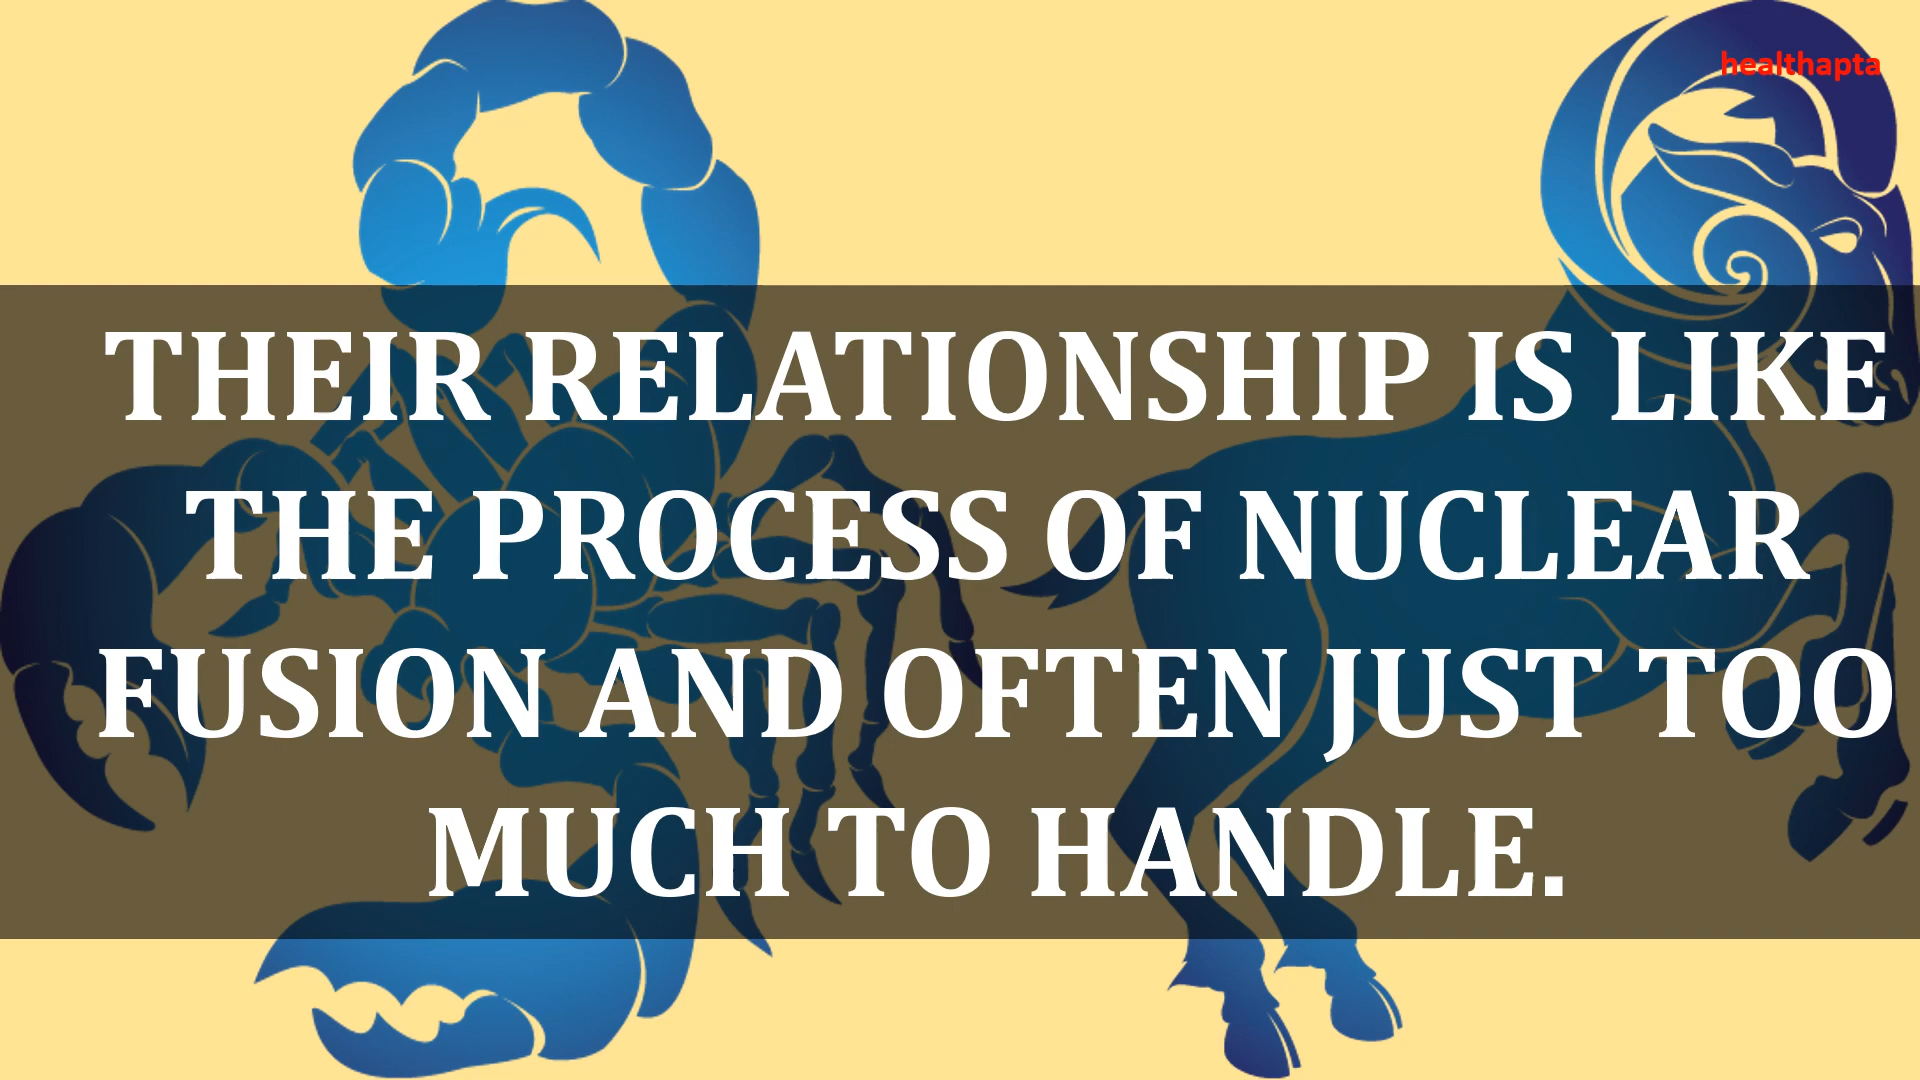 healthapta
THEIR RELATIONSHIP IS LIKE
THE PROCESS OF NUCLEAR
FUSION AND OFTEN JUST TOO
MUCH TO HANDLE.